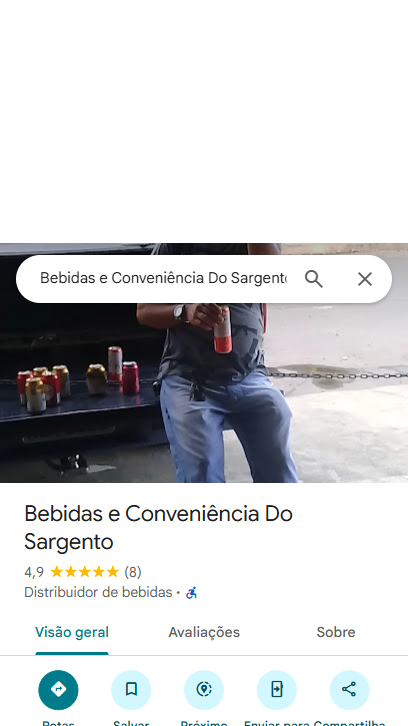 Bebidas e Conveniência Do Sargento
Bebidas e Conveniência Do
Sargento
4,9 (8)
Distribuidor de bebidas ·
Visão geral
Avaliações
Sobre
Rotas
Salvar
Próximo
Enviar para
Compartilha